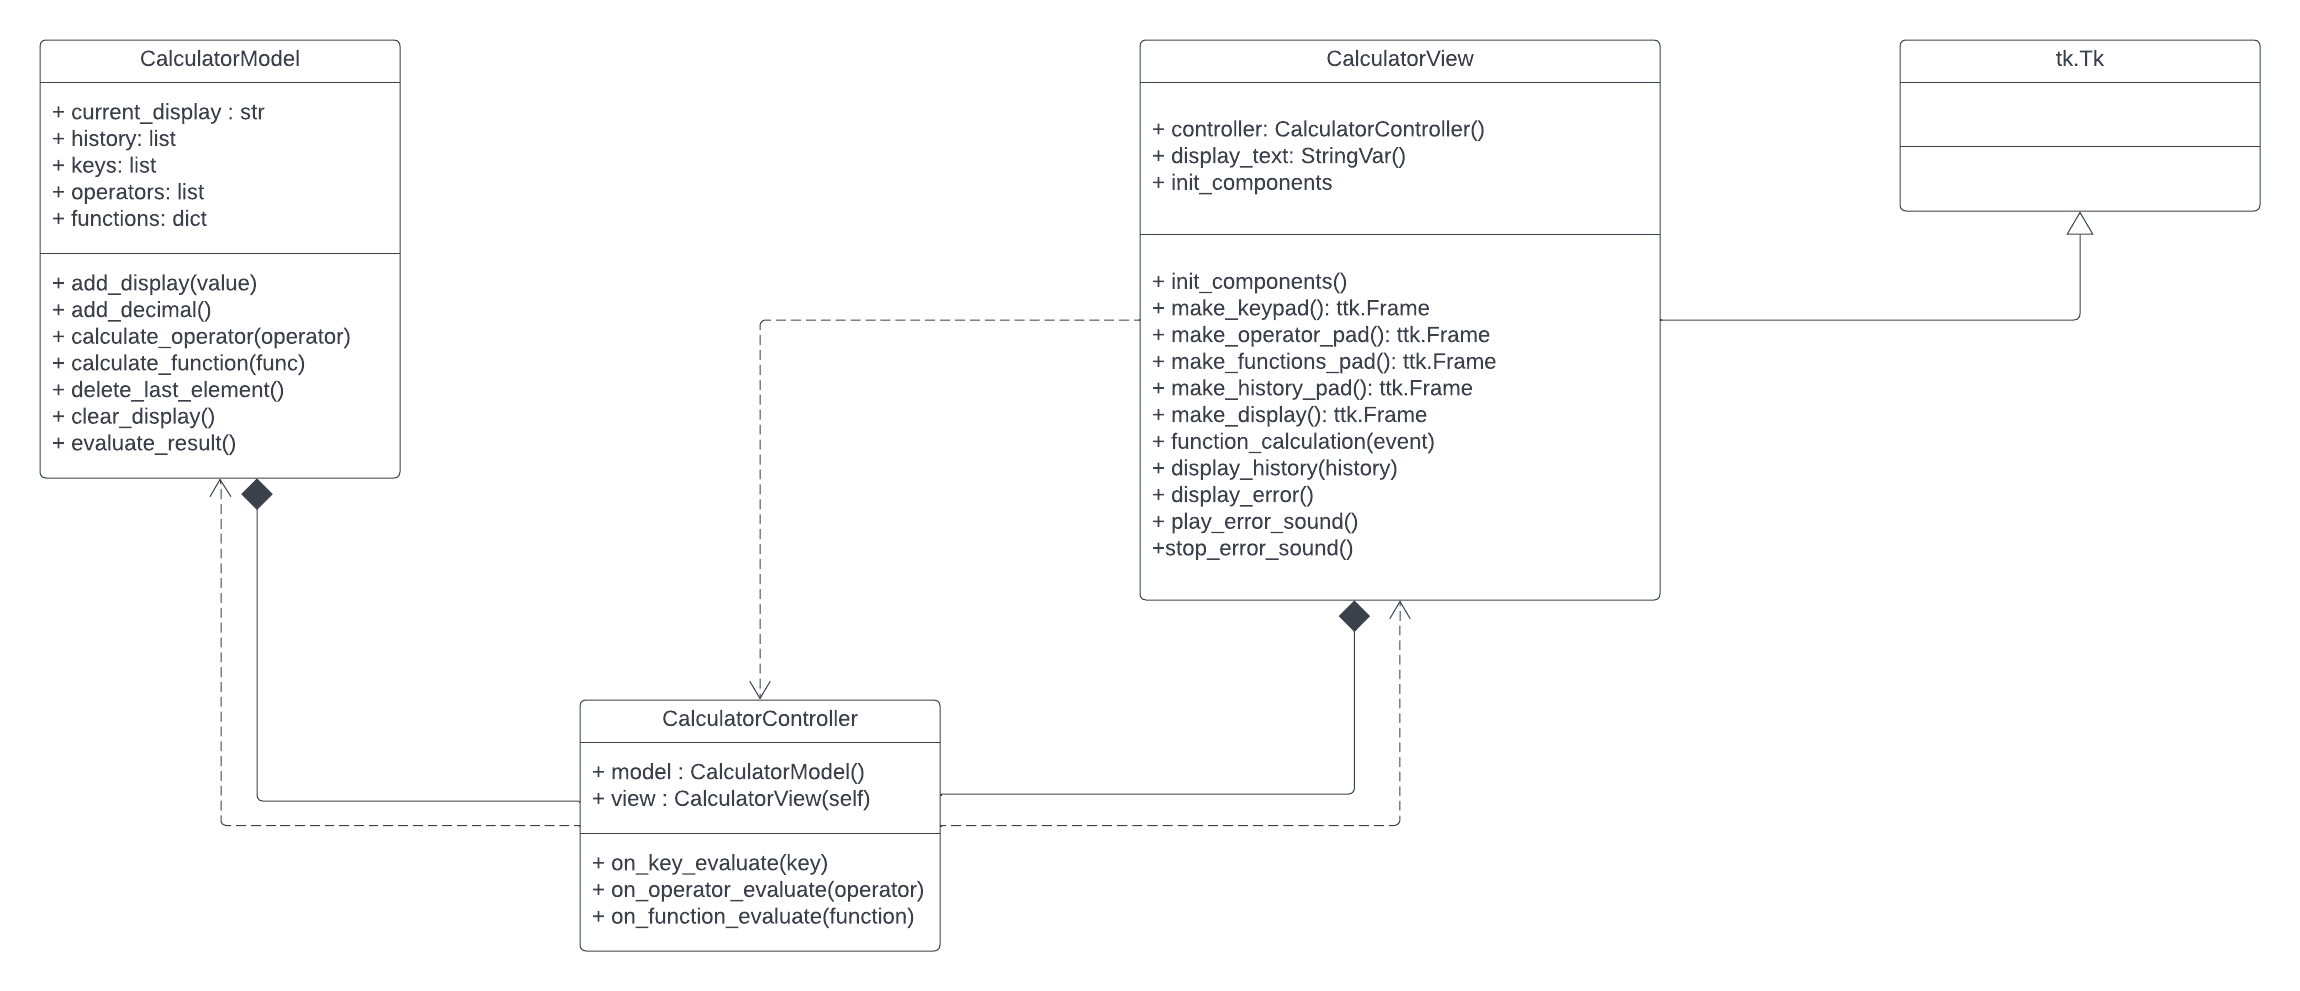 CalculatorModel
+ current_display : str
+ history: list
+ keys: list
+ operators: list
+ functions: dict
+ add_display(value)
+ add_decimal()
+ calculate_operator(operator)
+ calculate_function(func)
+ delete_last_element()
+ clear_display()
+ evaluate_result()
CalculatorView
+ controller: CalculatorController()
+ display_text: StringVar()
+ init_components
+ init_components()
+ make_keypad(): ttk.Frame
+ make_operator_pad(): ttk.Frame
+ make_functions_pad(): ttk.Frame
+ make_history_pad(): ttk.Frame
+ make_display(): ttk.Frame
+ function_calculation(event)
+ display_history(history)
+ display_error()
+ play_error_sound()
+stop_error_sound()
tk.Tk
CalculatorController
+ model : CalculatorModel()
+ view : CalculatorView(self)
+ on_key_evaluate(key)
+ on_operator_evaluate(operator)
+ on_function_evaluate(function)